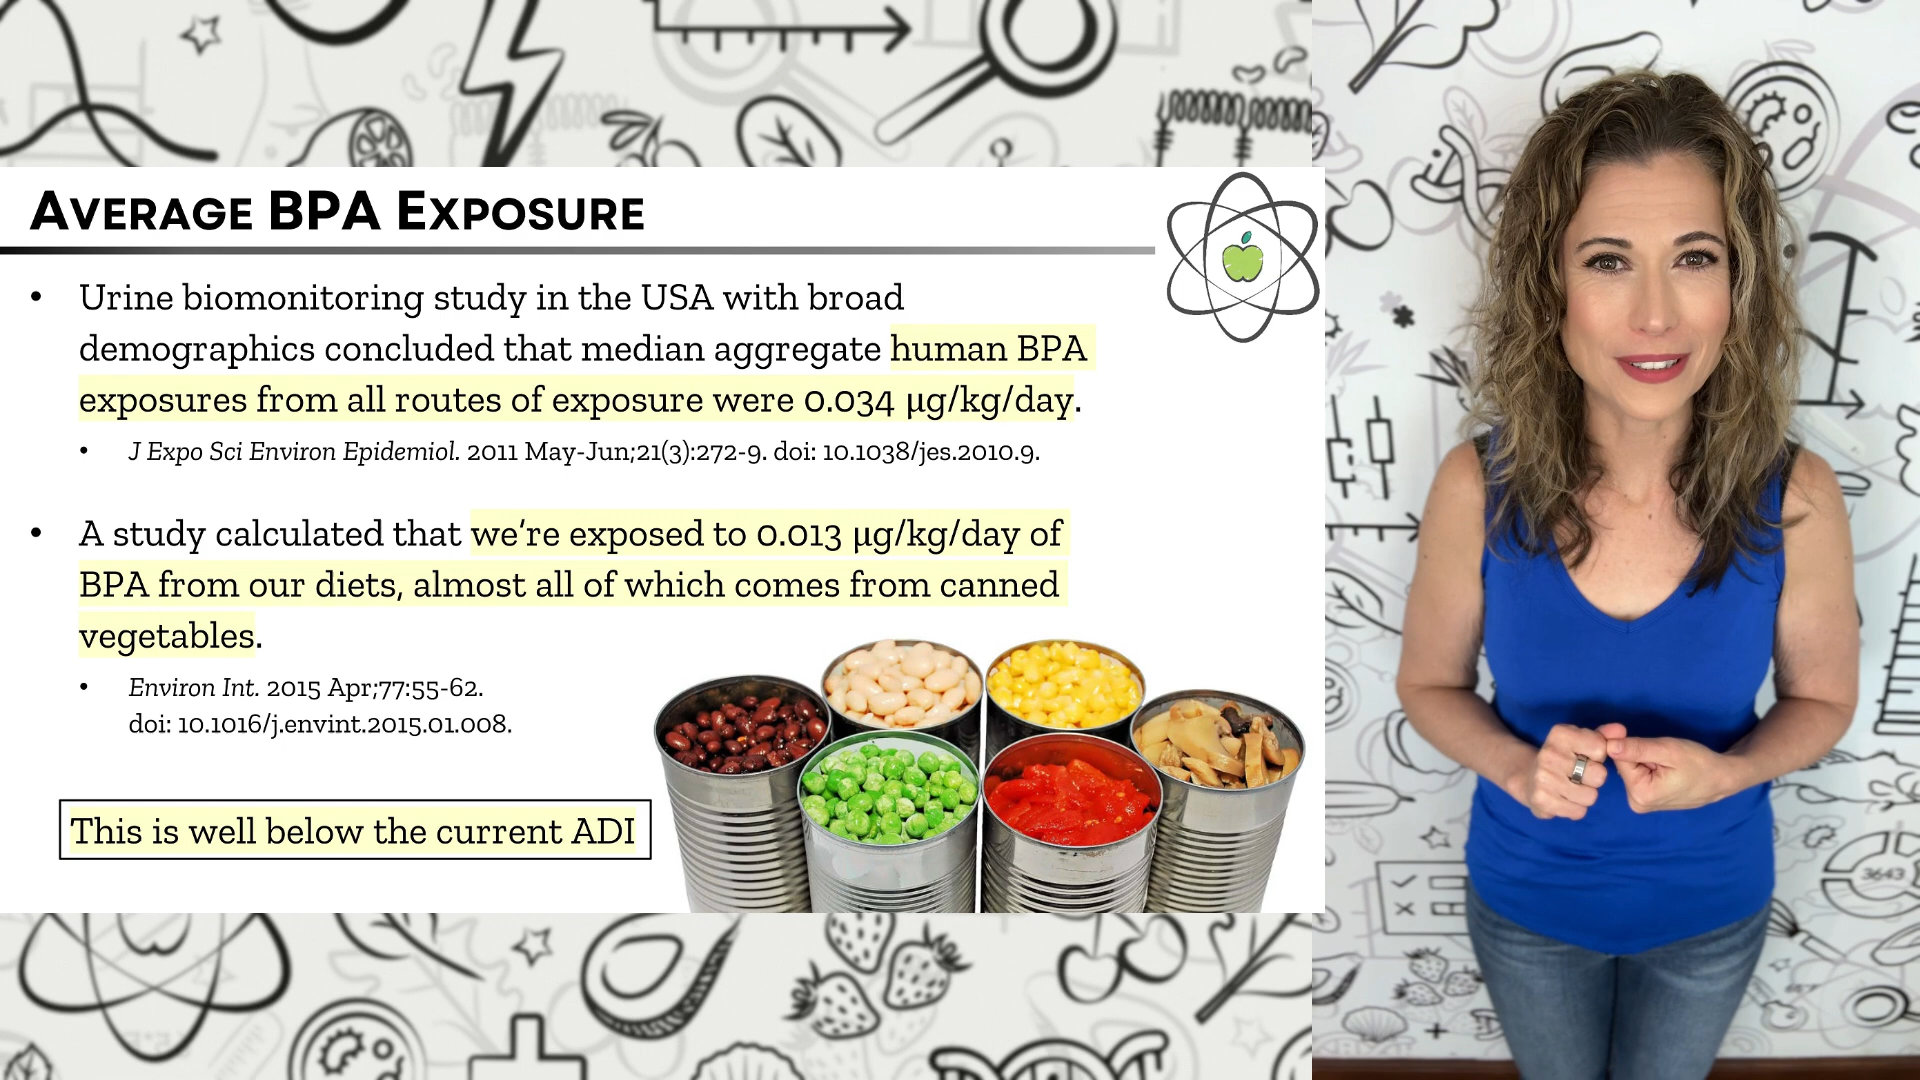 AVERAGE BPA EXPOSURE
• Urine biomonitoring study in the USA with broad
demographics concluded that median aggregate human BPA
exposures from all routes of exposure were 0.034 µg/kg/day.
• J Expo Sci Environ Epidemiol. 2011 May-Jun;21(3):272-9. doi: 10.1038/jes.2010.9.
• A study calculated that we’re exposed to 0.013 µg/kg/day of
BPA from our diets, almost all of which comes from canned
vegetables.
• Environ Int. 2015 Apr;77:55-62.
doi: 10.1016/j.envint.2015.01.008.
This is well below the current ADI
3643